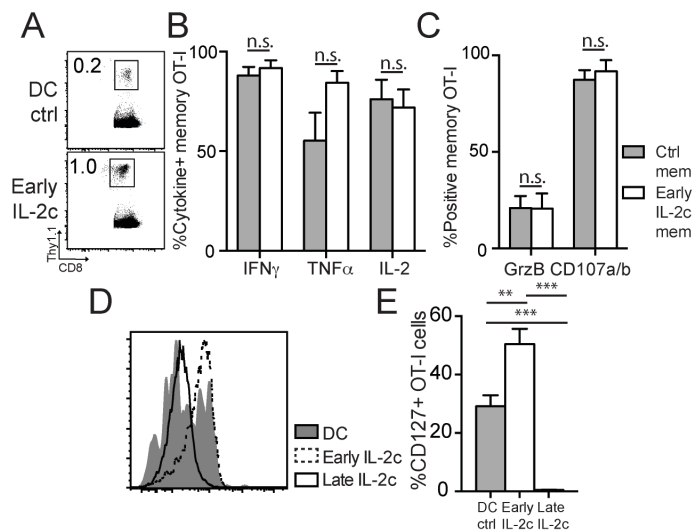 A
0.2
DC
ctrl
1.0
Early
IL-2c
Thy1.1
CD8
B
%Cytokine+ memory OT-I
100
50
0
n.s.
n.s.
n.s.
IFNγ
TNFα
IL-2
C
%Positive memory OT-I
100
50
0
n.s.
n.s.
GrzB
CD107a/b
Ctrl
mem
Early
IL-2c
mem
D
DC
Early IL-2c
Late IL-2c
E
%CD127+ OT-I cells
60
40
20
0
**
***
***
DC
ctrl
Early
IL-2c
Late
IL-2c